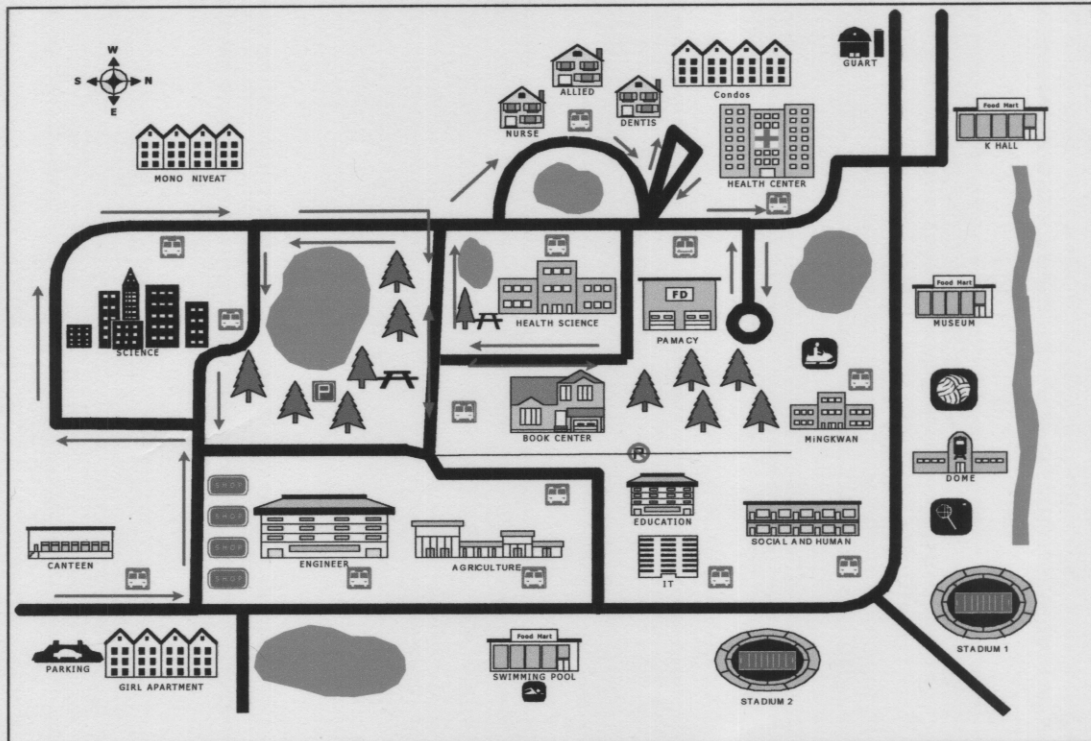 W
S N
E
MONO NIVEAT
NURSE
ALLIED
DENTIS
Condos
HEALTH CENTER
GUART
Food Mart
K HALL
SCIENCE
HEALTH SCIENCE
FD
PAMACY
Food Mart
MUSEUM
BOOK CENTER
MiNGKWAN
R
DOME
SHOP
SHOP
SHOP
SHOP
CANTEEN
ENGINEER
AGRICULTURE
EDUCATION
IT
SOCIAL AND HUMAN
PARKING
GIRL APARTMENT
Food Mart
SWIMMING POOL
STADIUM 2
STADIUM 1